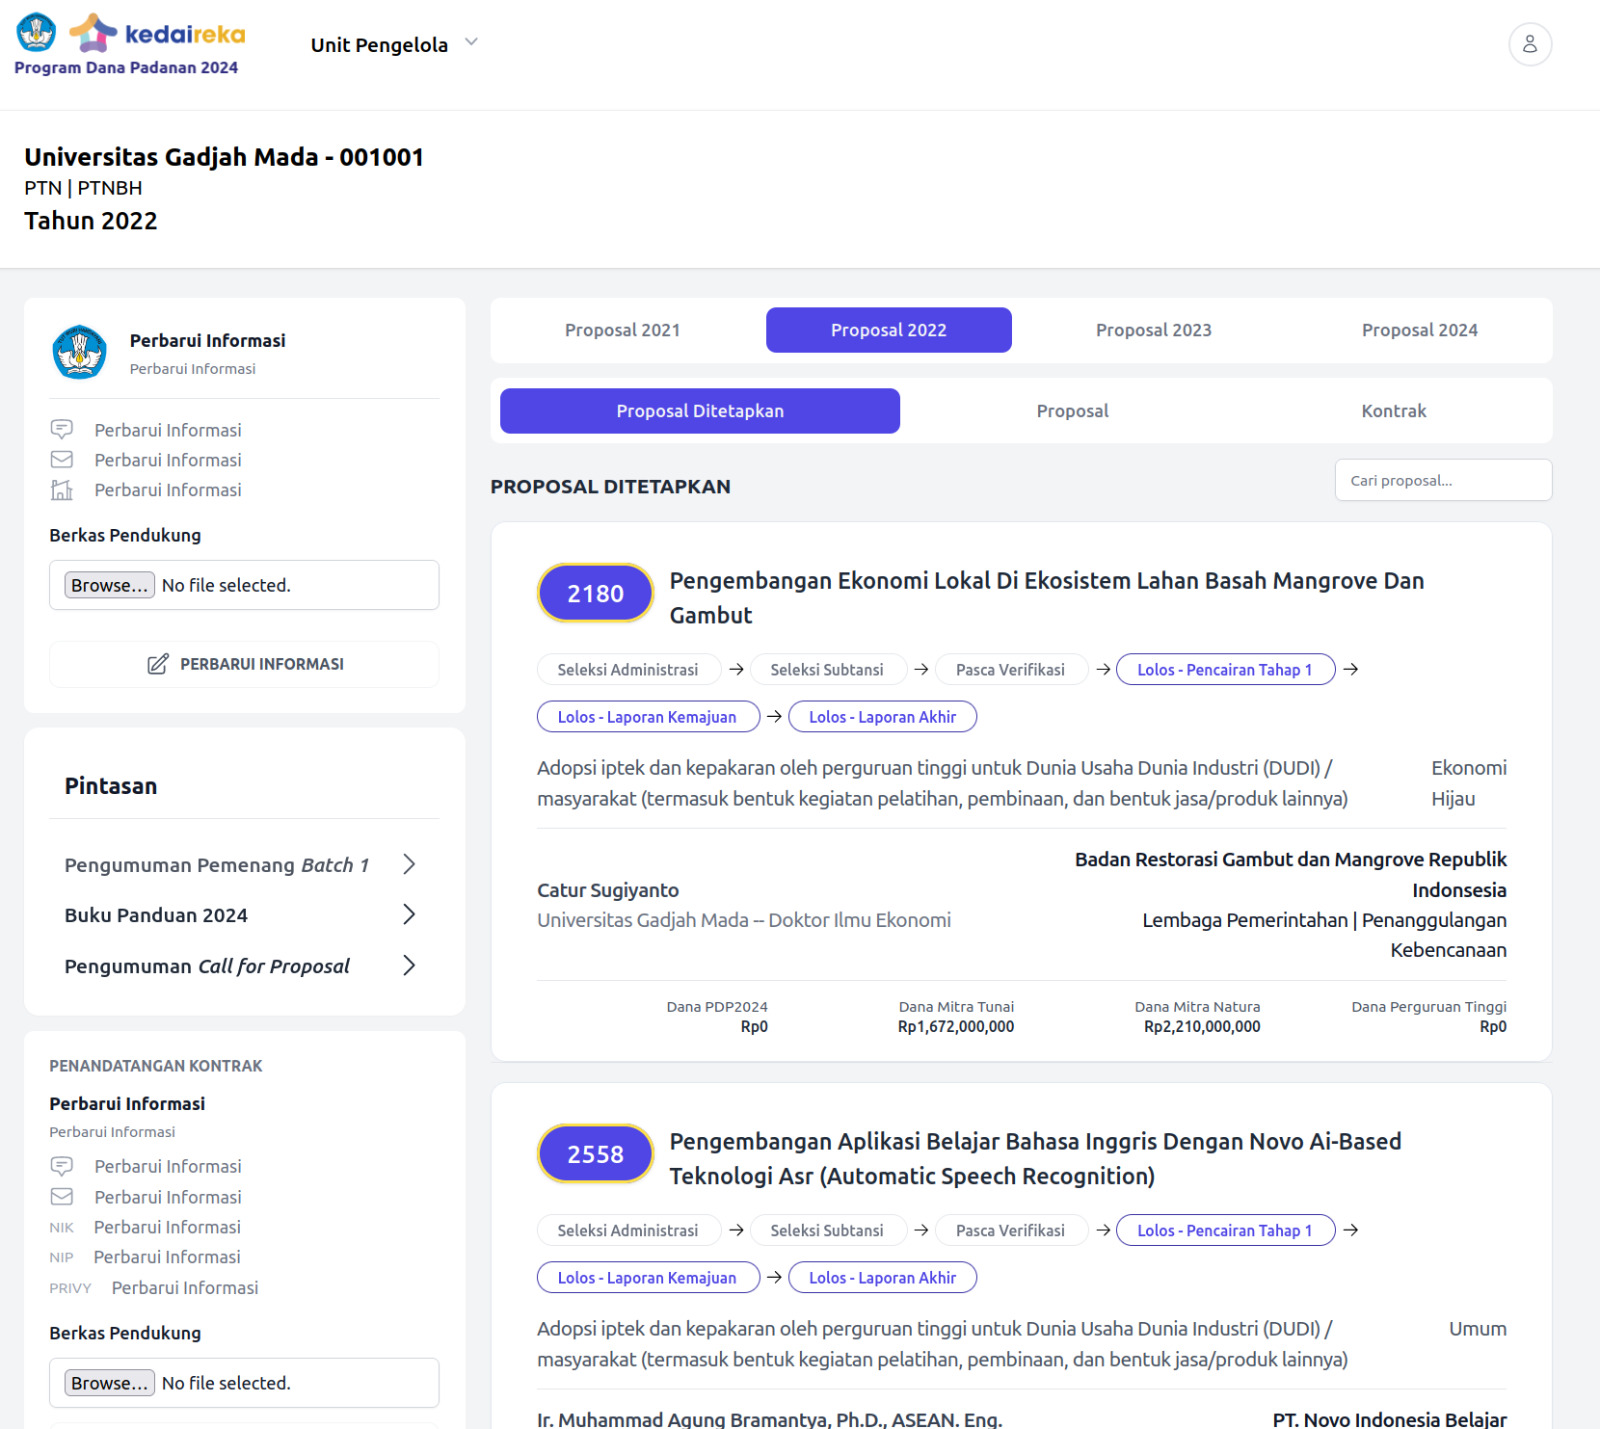 kedaireka
Program Dana Padanan 2024
Unit Pengelola
Universitas Gadjah Mada - 001001
PTN | PTNBH
Tahun 2022
Perbarui Informasi
Perbarui Informasi
Perbarui Informasi
Perbarui Informasi
Perbarui Informasi
Berkas Pendukung
Browse... No file selected.
PERBARUI INFORMASI
Pintasan
Pengumuman Pemenang Batch 1
Buku Panduan 2024
Pengumuman Call for Proposal
PENANDATANGAN KONTRAK
Perbarui Informasi
Perbarui Informasi
Perbarui Informasi
Perbarui Informasi
NIK Perbarui Informasi
NIP Perbarui Informasi
PRIVY Perbarui Informasi
Berkas Pendukung
Browse... No file selected.
Proposal 2021 Proposal 2022 Proposal 2023 Proposal 2024
Proposal Ditetapkan Proposal Kontrak
PROPOSAL DITETAPKAN
Cari proposal...
2180
Pengembangan Ekonomi Lokal Di Ekosistem Lahan Basah Mangrove Dan
Gambut
Seleksi Administrasi → Seleksi Subtansi → Pasca Verifikasi → Lolos - Pencairan Tahap 1 →
Lolos - Laporan Kemajuan → Lolos - Laporan Akhir
Adopsi iptek dan kepakaran oleh perguruan tinggi untuk Dunia Usaha Dunia Industri (DUDI) /
masyarakat (termasuk bentuk kegiatan pelatihan, pembinaan, dan bentuk jasa/produk lainnya)
Ekonomi
Hijau
Catur Sugiyanto
Universitas Gadjah Mada -- Doktor Ilmu Ekonomi
Badan Restorasi Gambut dan Mangrove Republik
Indonsesia
Lembaga Pemerintahan | Penanggulangan
Kebencanaan
Dana PDP2024
Rp0
Dana Mitra Tunai
Rp1,672,000,000
Dana Mitra Natura
Rp2,210,000,000
Dana Perguruan Tinggi
Rp0
2558
Pengembangan Aplikasi Belajar Bahasa Inggris Dengan Novo Ai-Based
Teknologi Asr (Automatic Speech Recognition)
Seleksi Administrasi → Seleksi Subtansi → Pasca Verifikasi → Lolos - Pencairan Tahap 1 →
Lolos - Laporan Kemajuan → Lolos - Laporan Akhir
Adopsi iptek dan kepakaran oleh perguruan tinggi untuk Dunia Usaha Dunia Industri (DUDI) /
masyarakat (termasuk bentuk kegiatan pelatihan, pembinaan, dan bentuk jasa/produk lainnya)
Umum
Ir. Muhammad Agung Bramantya, Ph.D., ASEAN. Eng.
PT. Novo Indonesia Belajar